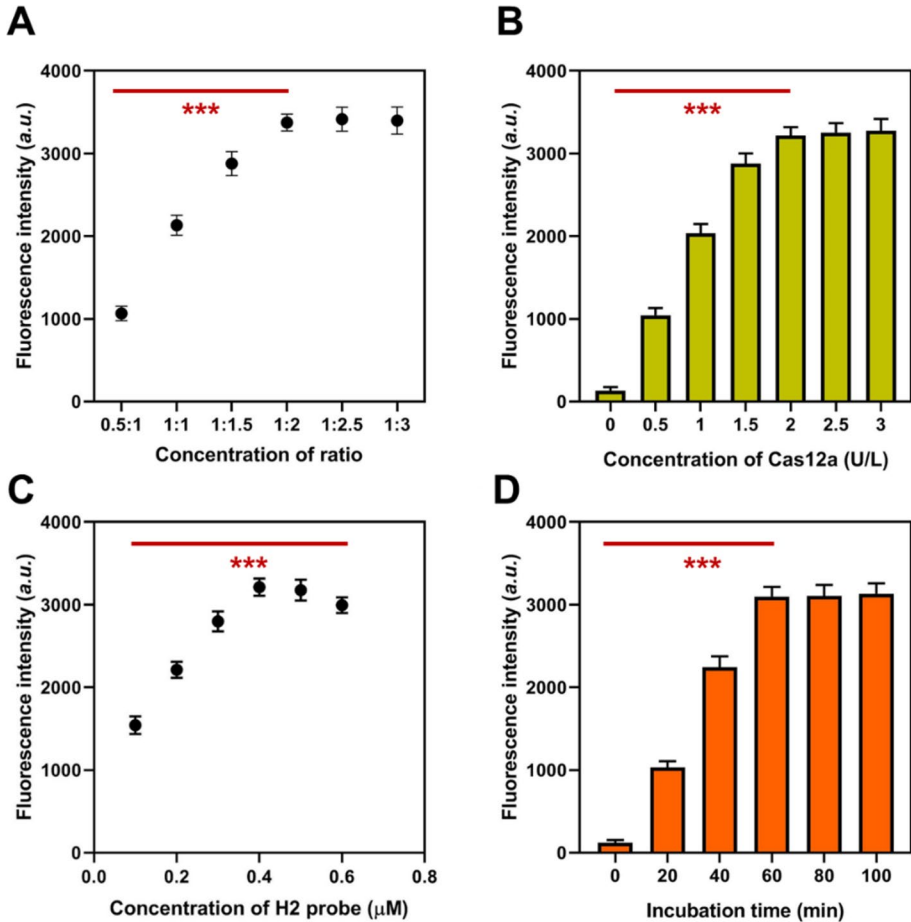 A
Fluorescence intensity (a.u.)
4000
3000
2000
1000
0
***
0.5:1 1:1 1:1.5 1:2 1:2.5 1:3
Concentration of ratio
B
Fluorescence intensity (a.u.)
4000
3000
2000
1000
0
***
0 0.5 1 1.5 2 2.5 3
Concentration of Cas12a (U/L)
C
Fluorescence intensity (a.u.)
4000
3000
2000
1000
0
***
0.0 0.2 0.4 0.6 0.8
Concentration of H2 probe (μM)
D
Fluorescence intensity (a.u.)
4000
3000
2000
1000
0
***
0 20 40 60 80 100
Incubation time (min)